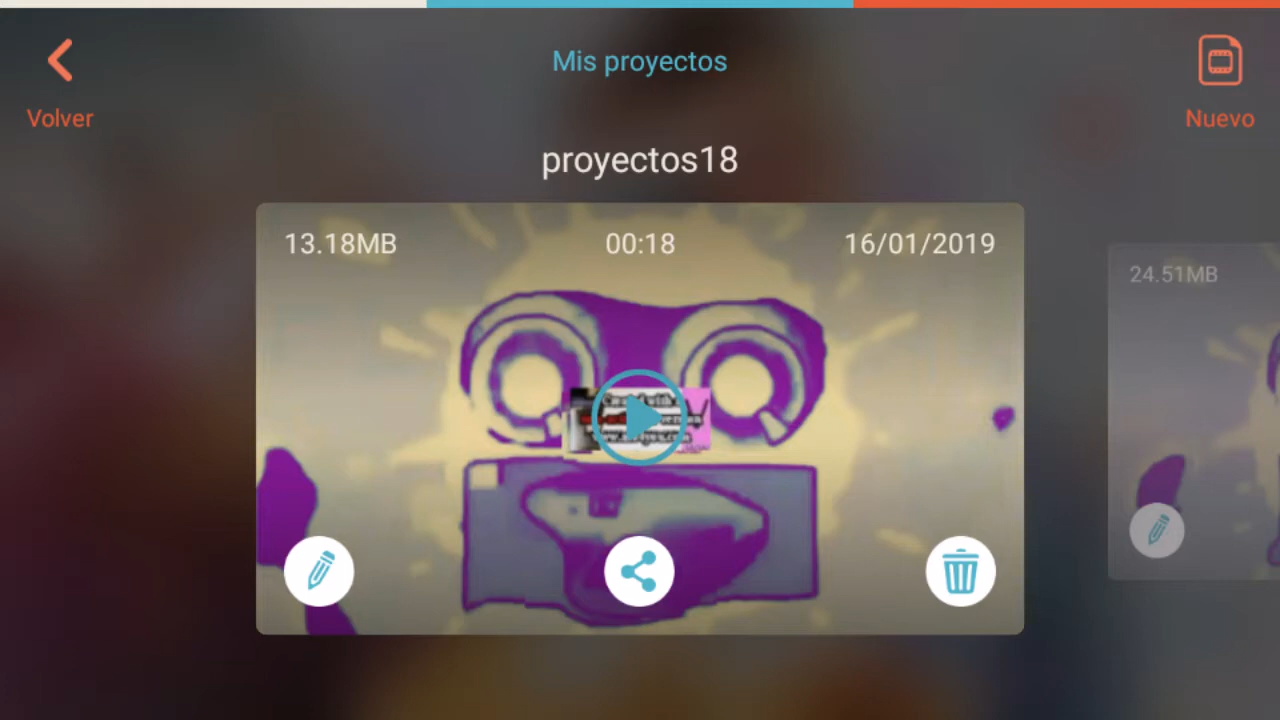 Mis proyectos
Volver
Nuevo
proyectos18
13.18MB
00:18
16/01/2019
24.51MB